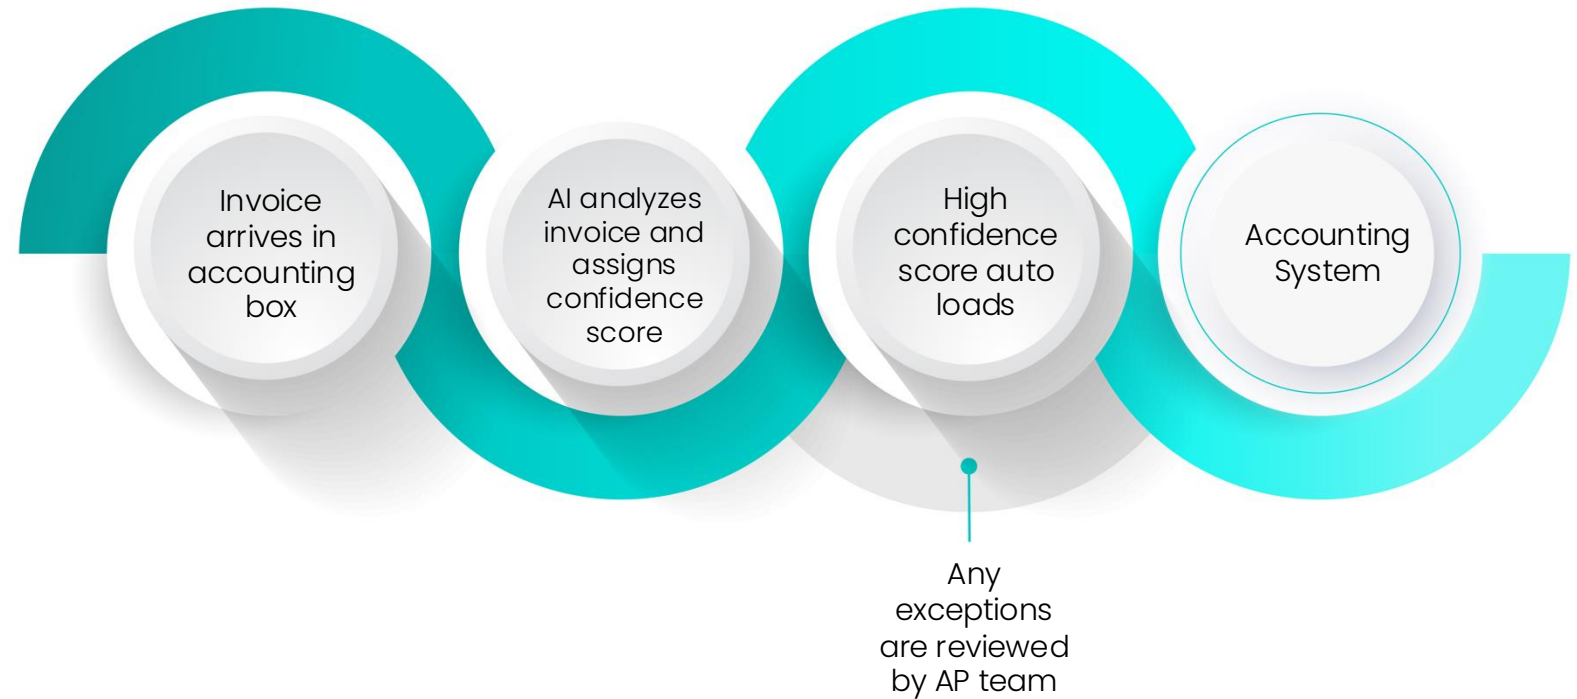 Invoice
arrives in
accounting
box
AI analyzes
invoice and
assigns
confidence
score
High
confidence
score auto
loads
Accounting
System
Any
exceptions
are reviewed
by AP team